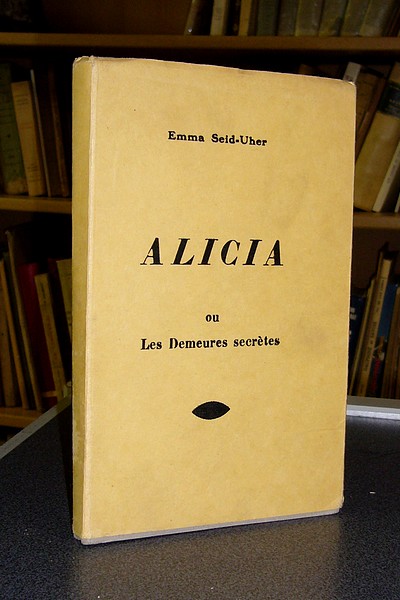 Emma Seid-Uher
ALICIA
ou
Les Demeures secrètes